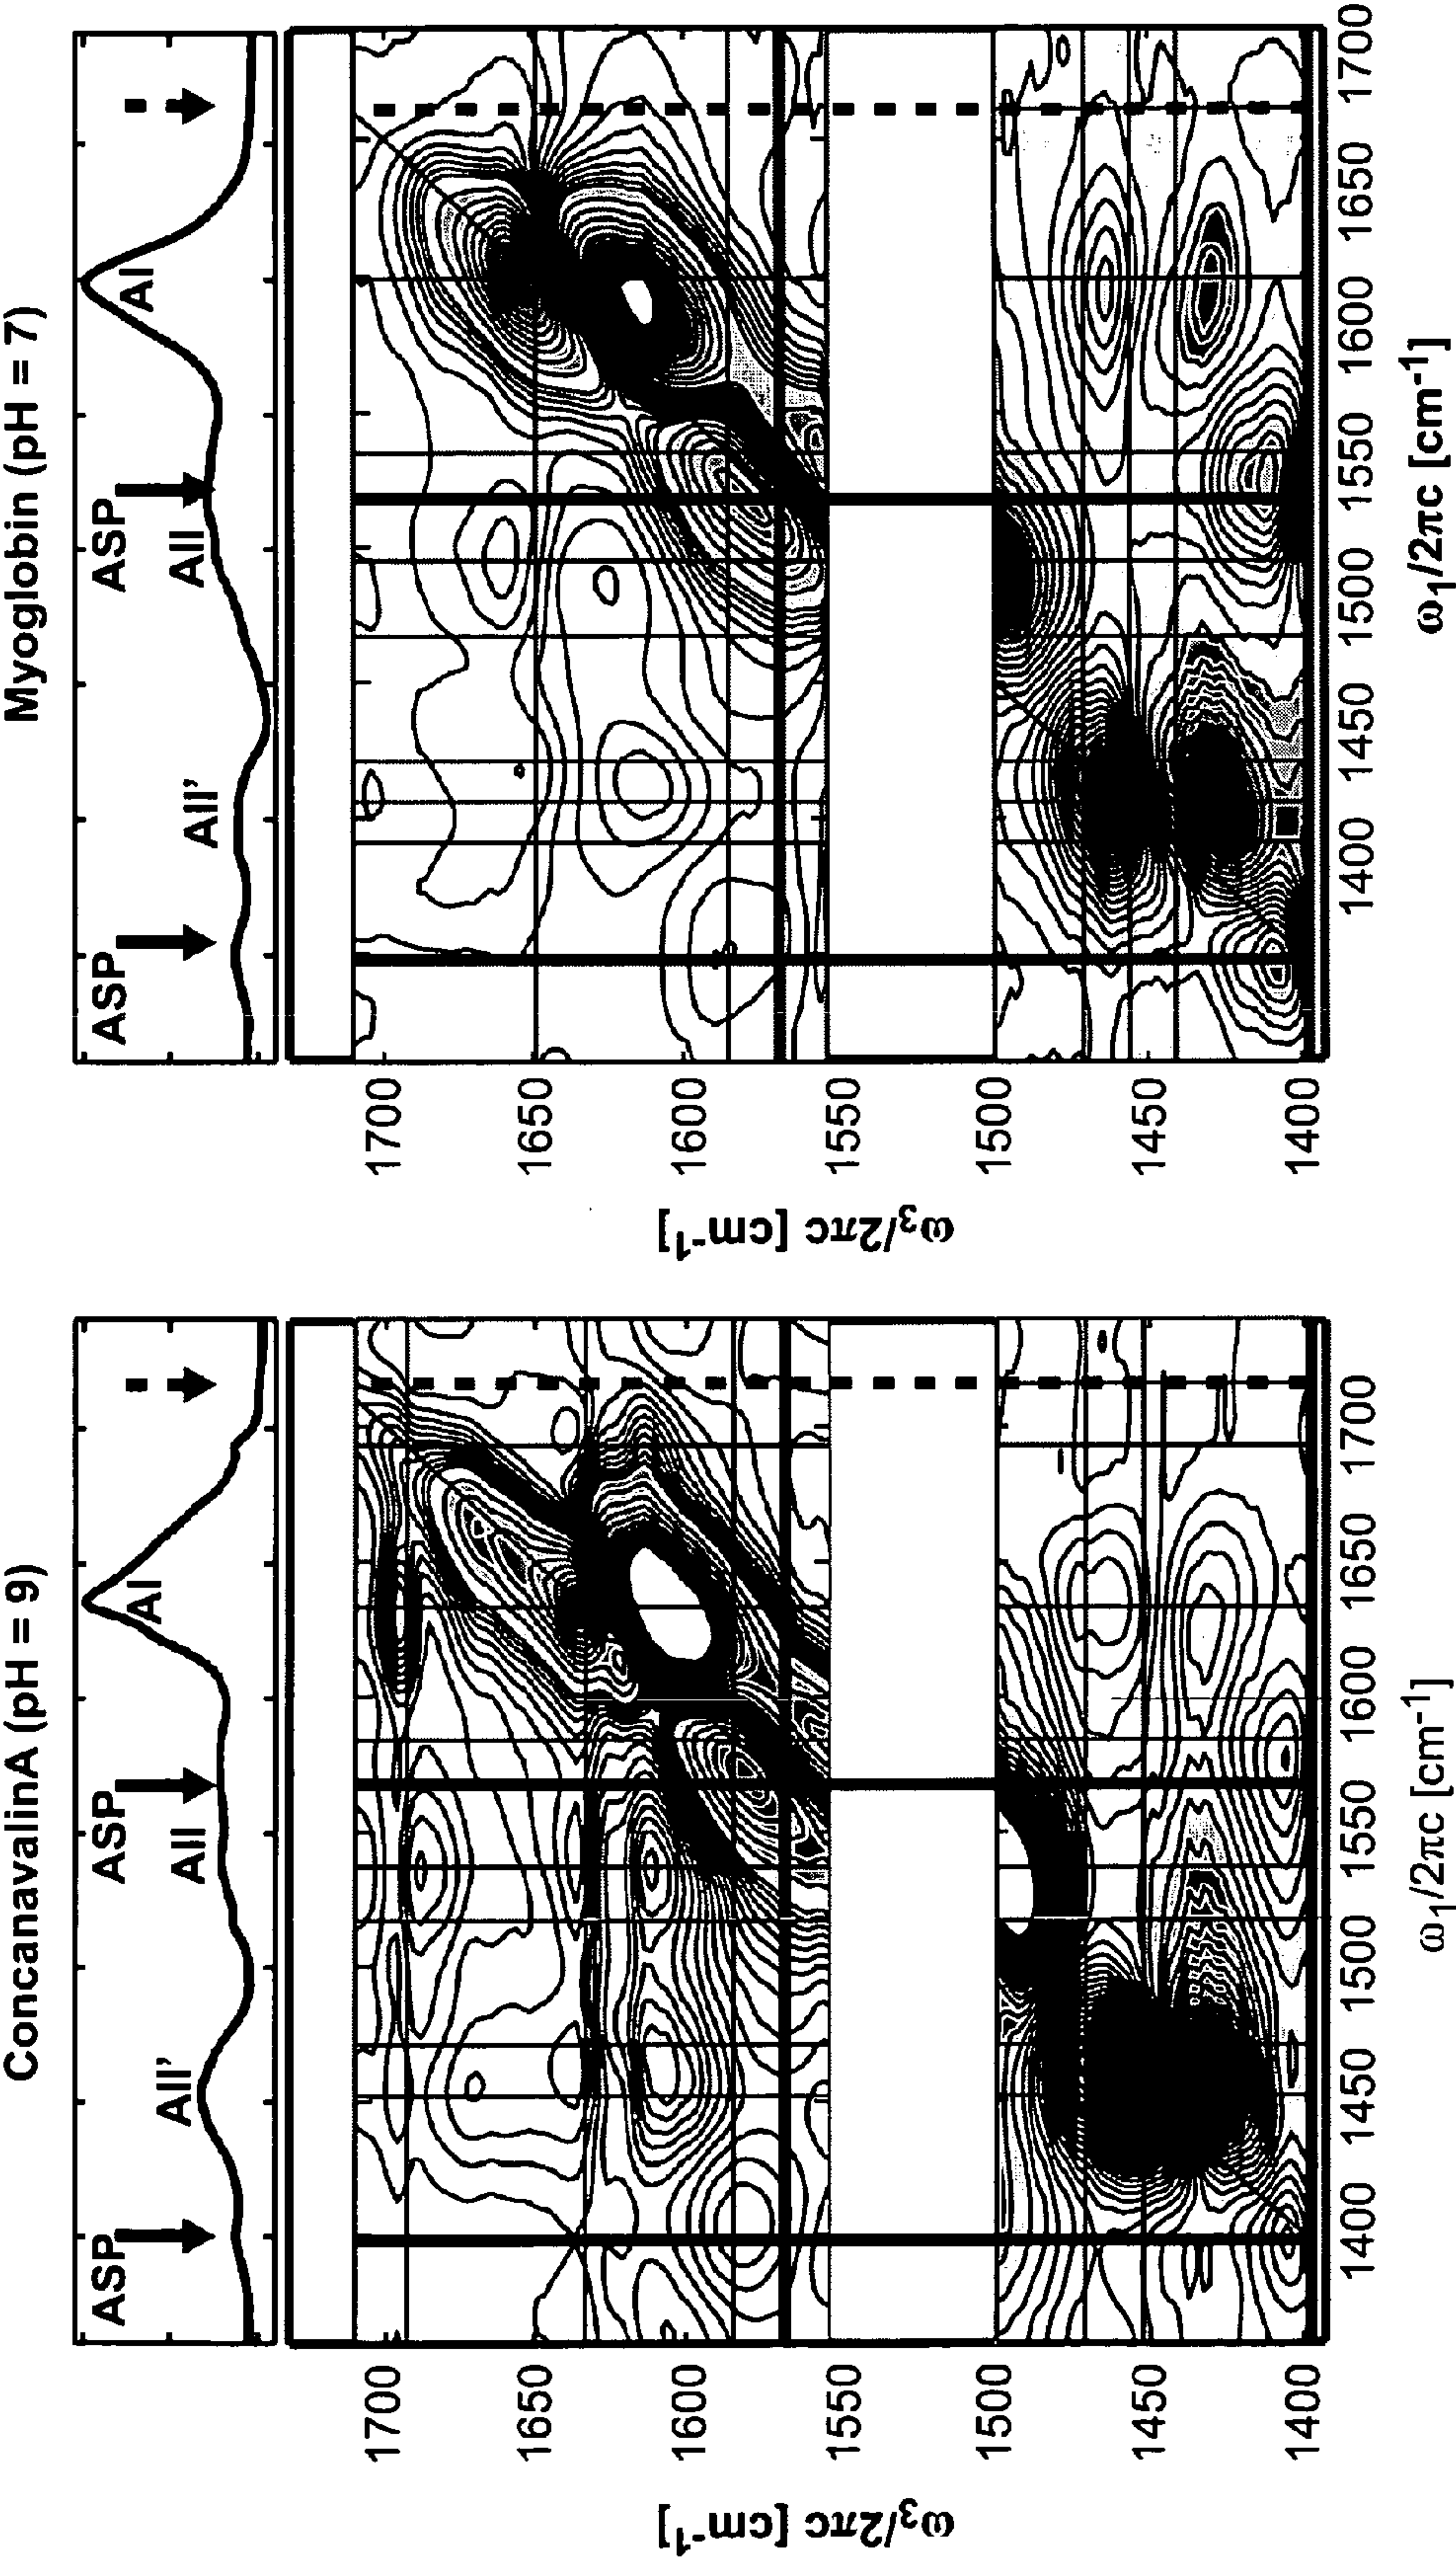 ConcanavalinA (pH = 9)
ASP
AII'
ASP
AII
AI
1700
1650
1600
1550
1500
1450
1400
ω3/2πc [cm-1]
1400
1450
1500
1550
1600
1650
1700
ω1/2πc [cm-1]
Myoglobin (pH = 7)
ASP
AII'
ASP
AII
AI
1700
1650
1600
1550
1500
1450
1400
ω3/2πc [cm-1]
1400
1450
1500
1550
1600
1650
1700
ω1/2πc [cm-1]